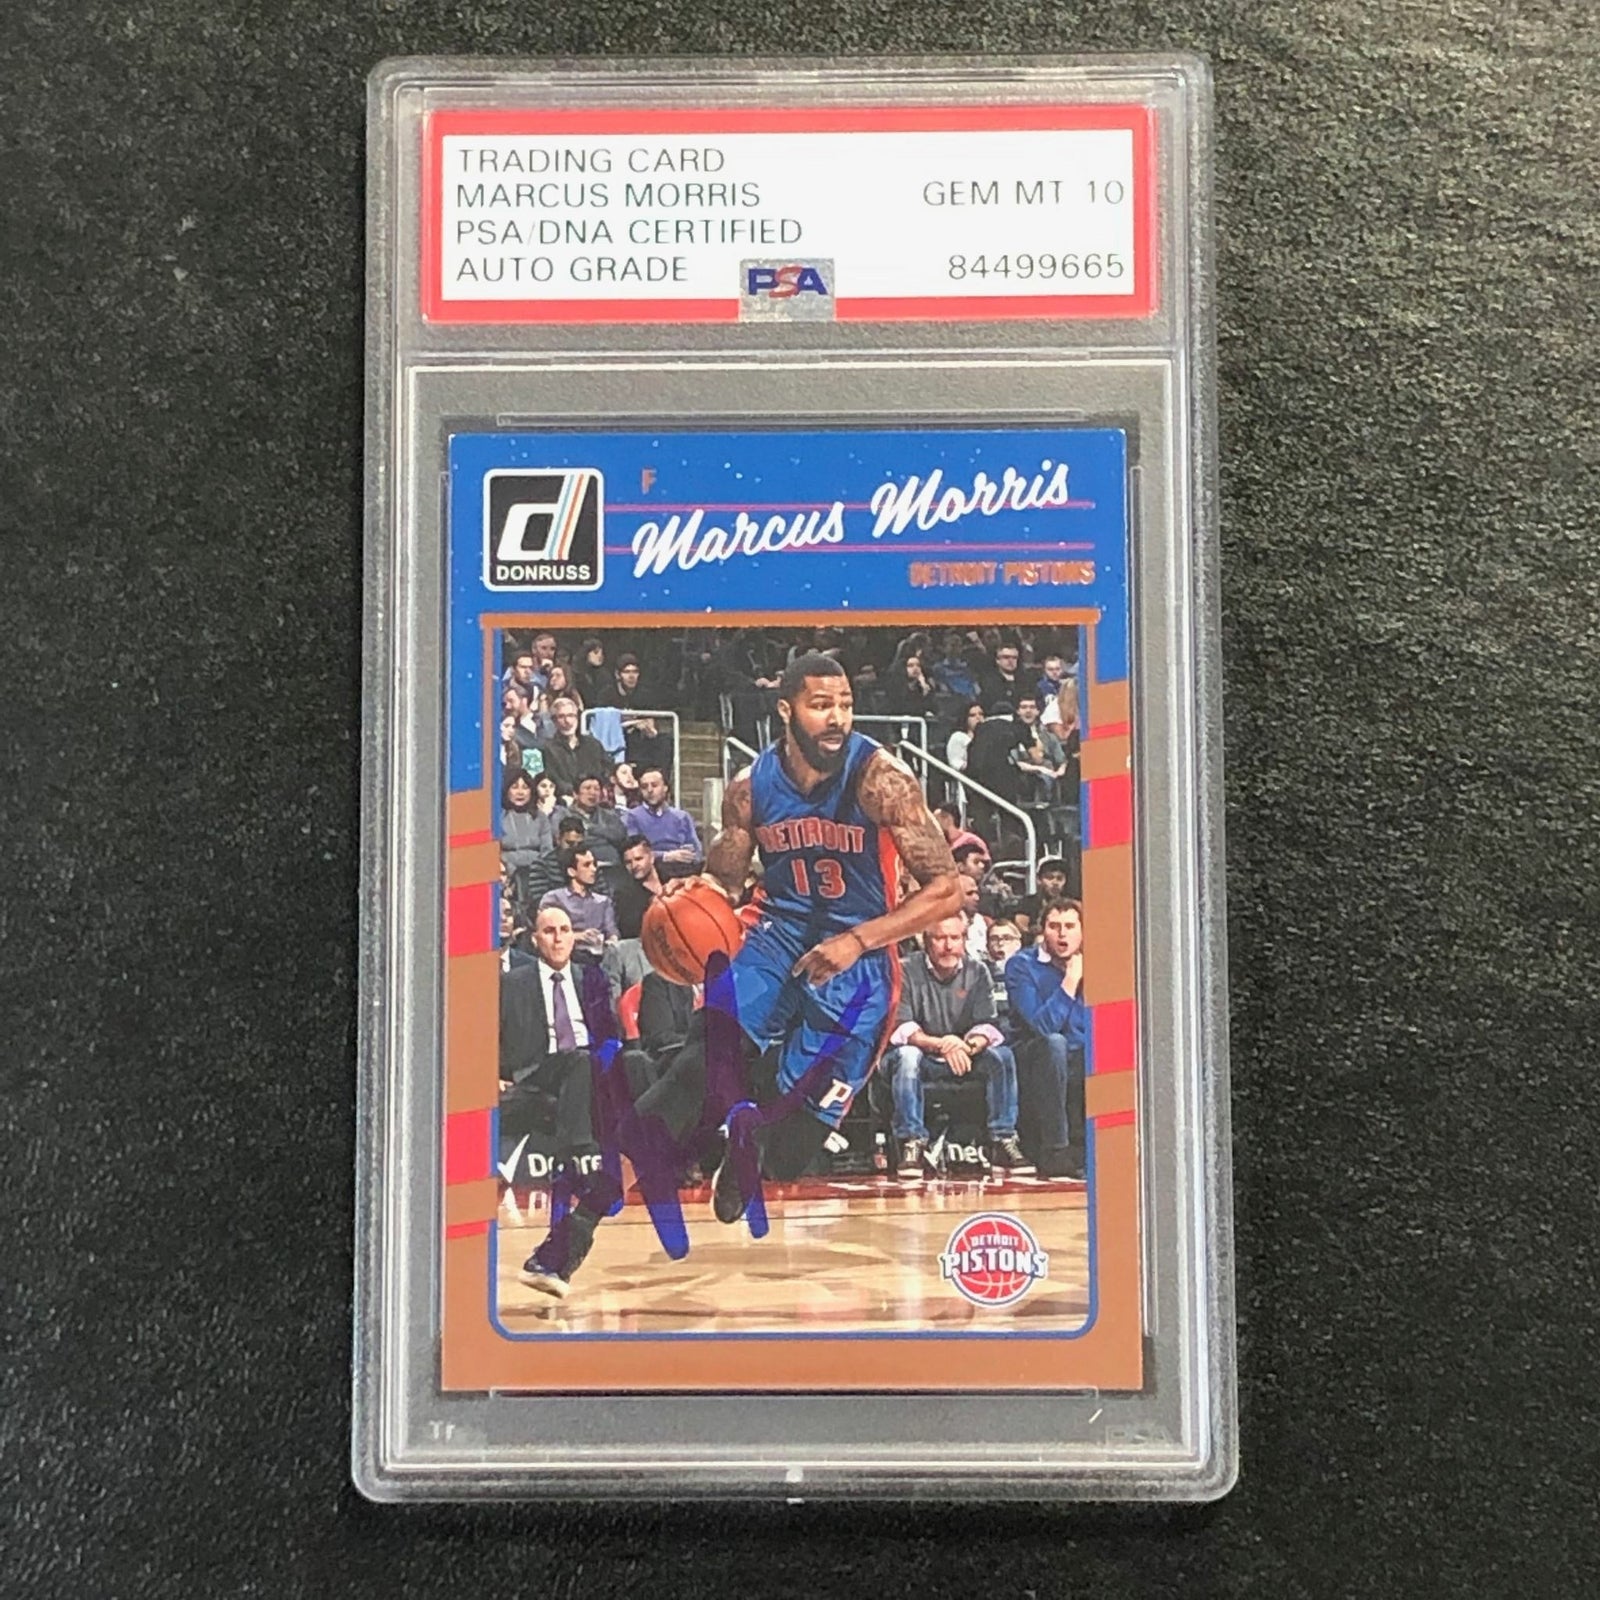 TRADING CARD
MARCUS MORRIS GEM MT 10
PSA/DNA CERTIFIED
AUTO GRADE PSA 84499665
F
Marcus Morris
DONRUSS
DETROIT PISTONS
DETROIT
13
P
DETROIT
PISTONS
PSA